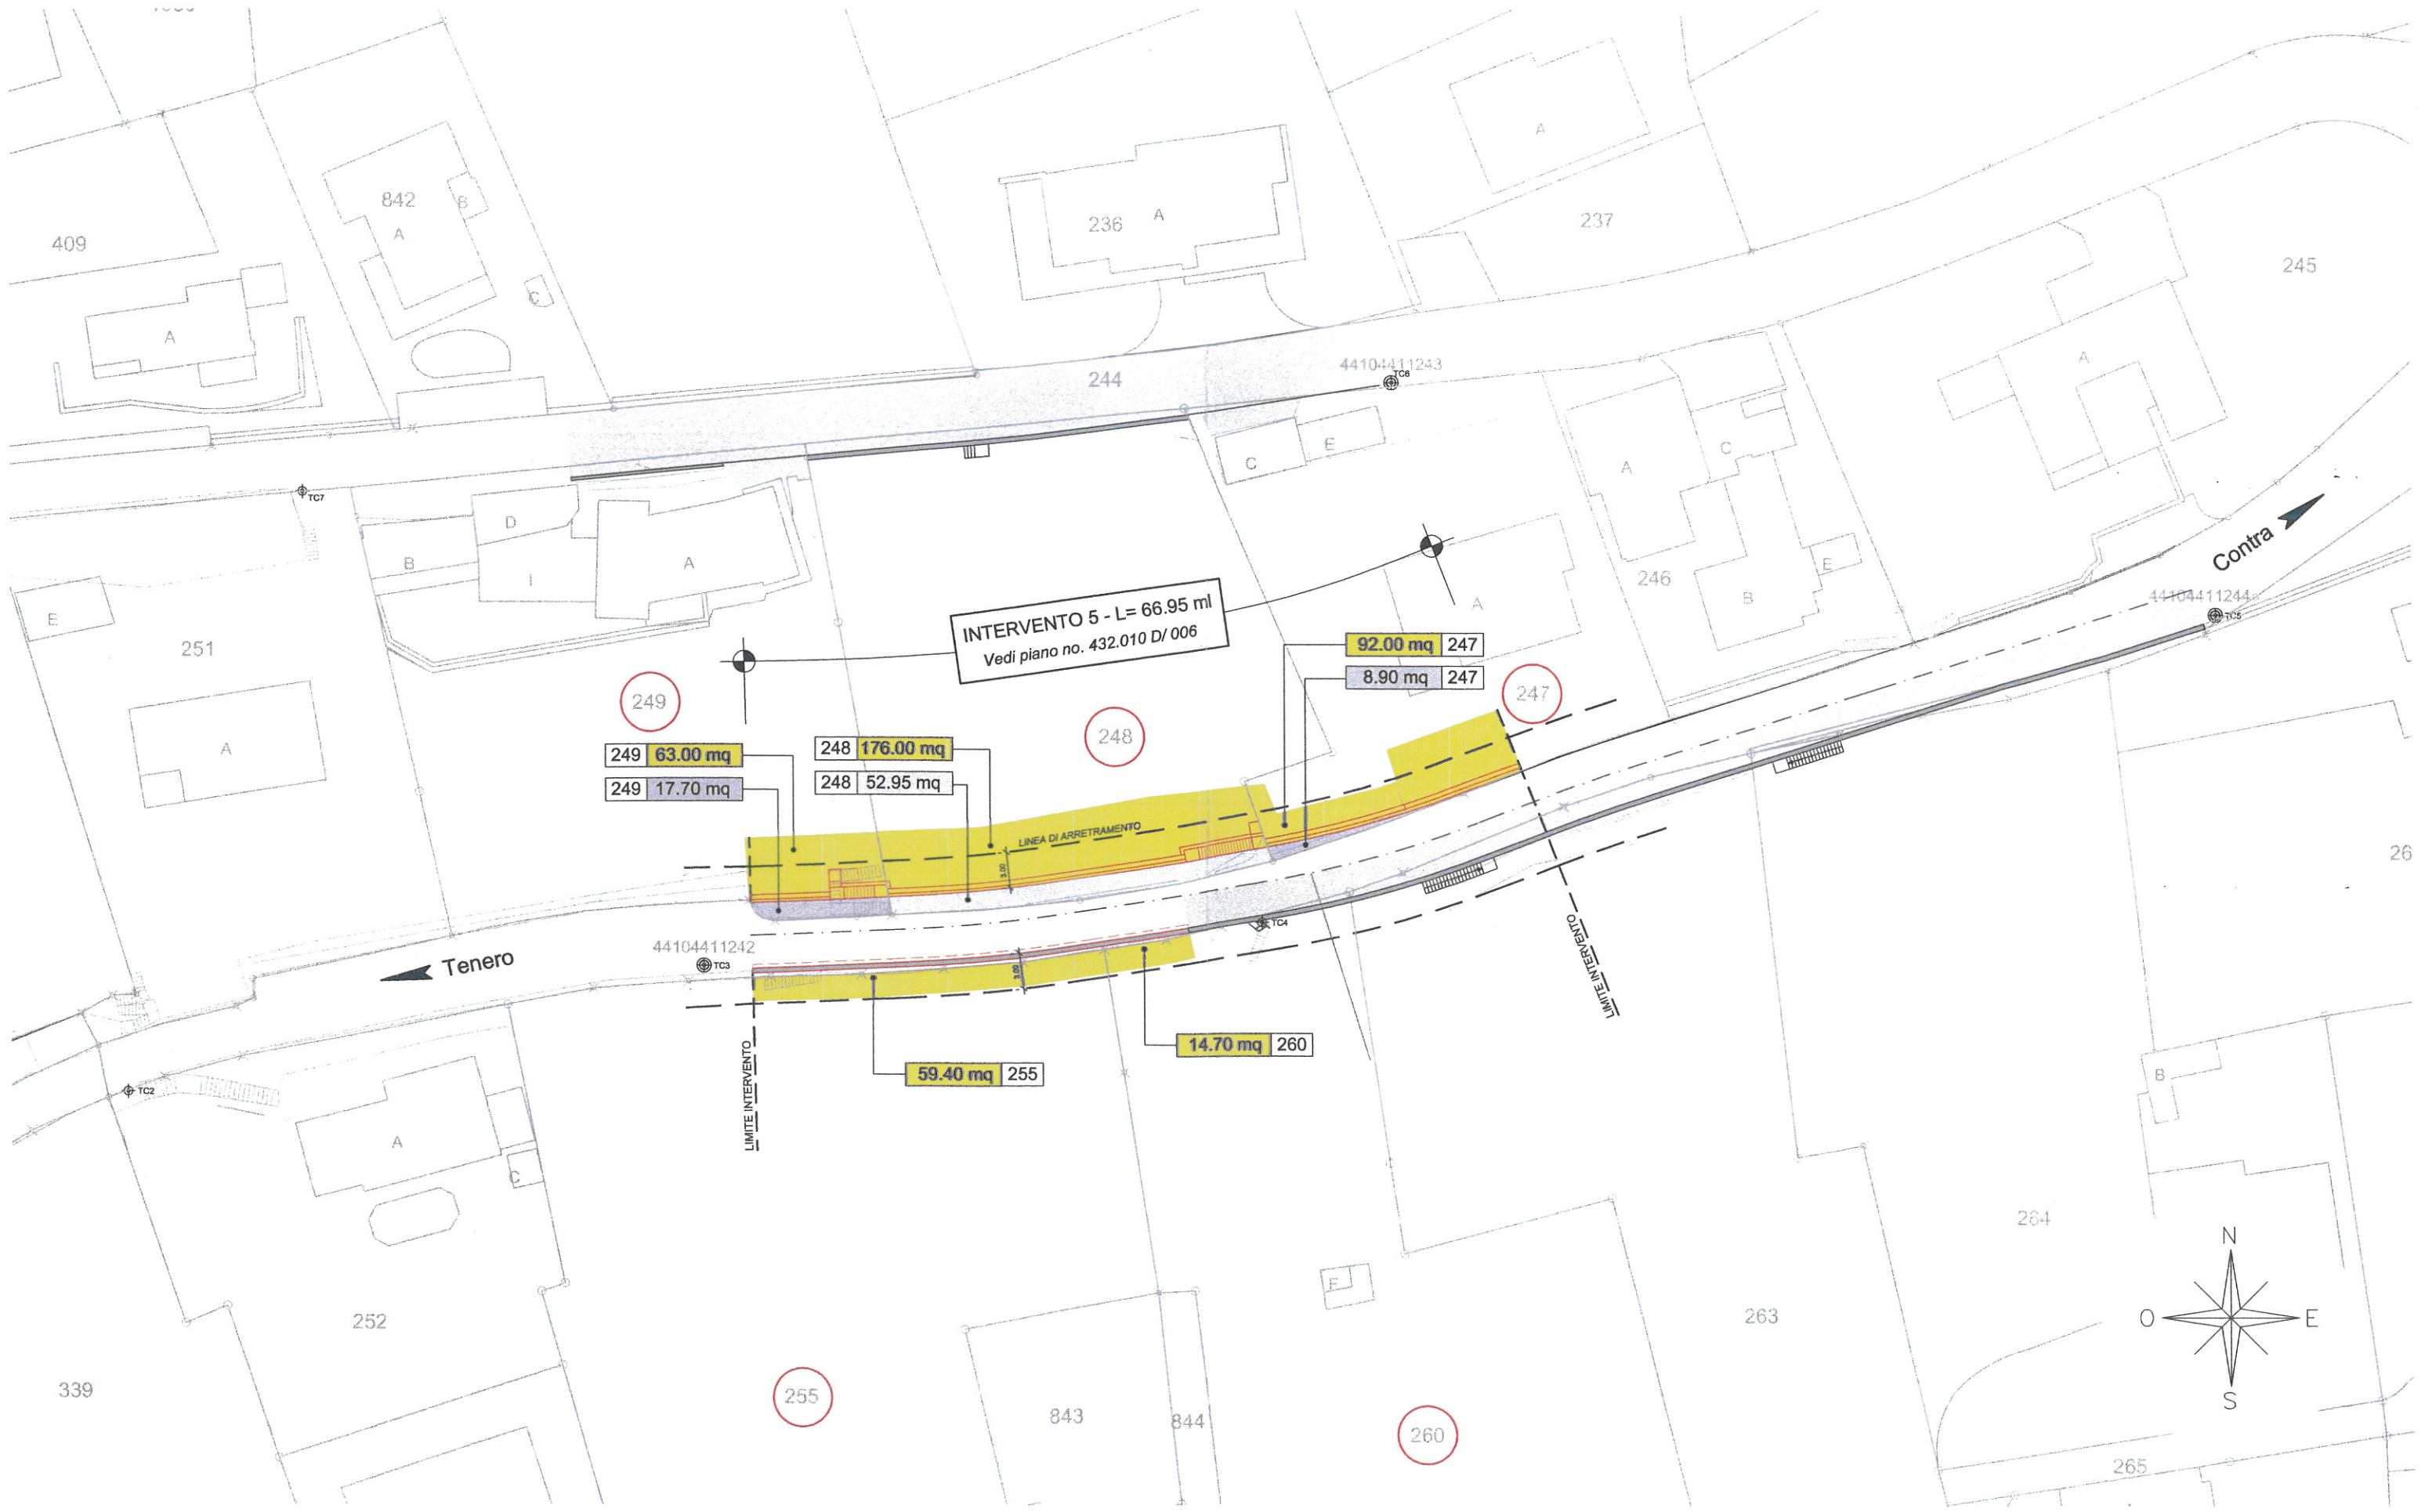 842
B
A
409
C
A
236
A
A
237
245
244
44104411243
TC6
A
TC7
D
B
I
A
C
E
A
C
246
B
E
E
251
A
Contra
44104411244
TC5
INTERVENTO 5 - L= 66.95 ml
Vedi piano no. 432.010 D/ 006
A
92.00 mq 247
8.90 mq 247
249
248
247
249 63.00 mq
249 17.70 mq
248 176.00 mq
248 52.95 mq
LINEA DI ARRETRAMENTO
3.00
26
44104411242
TC3
Tenero
TC4
3.00
LIMITE INTERVENTO
LIMITE INTERVENTO
14.70 mq 260
59.40 mq 255
TC2
A
C
B
264
N
O
E
S
F
252
263
339
255
843
844
260
265